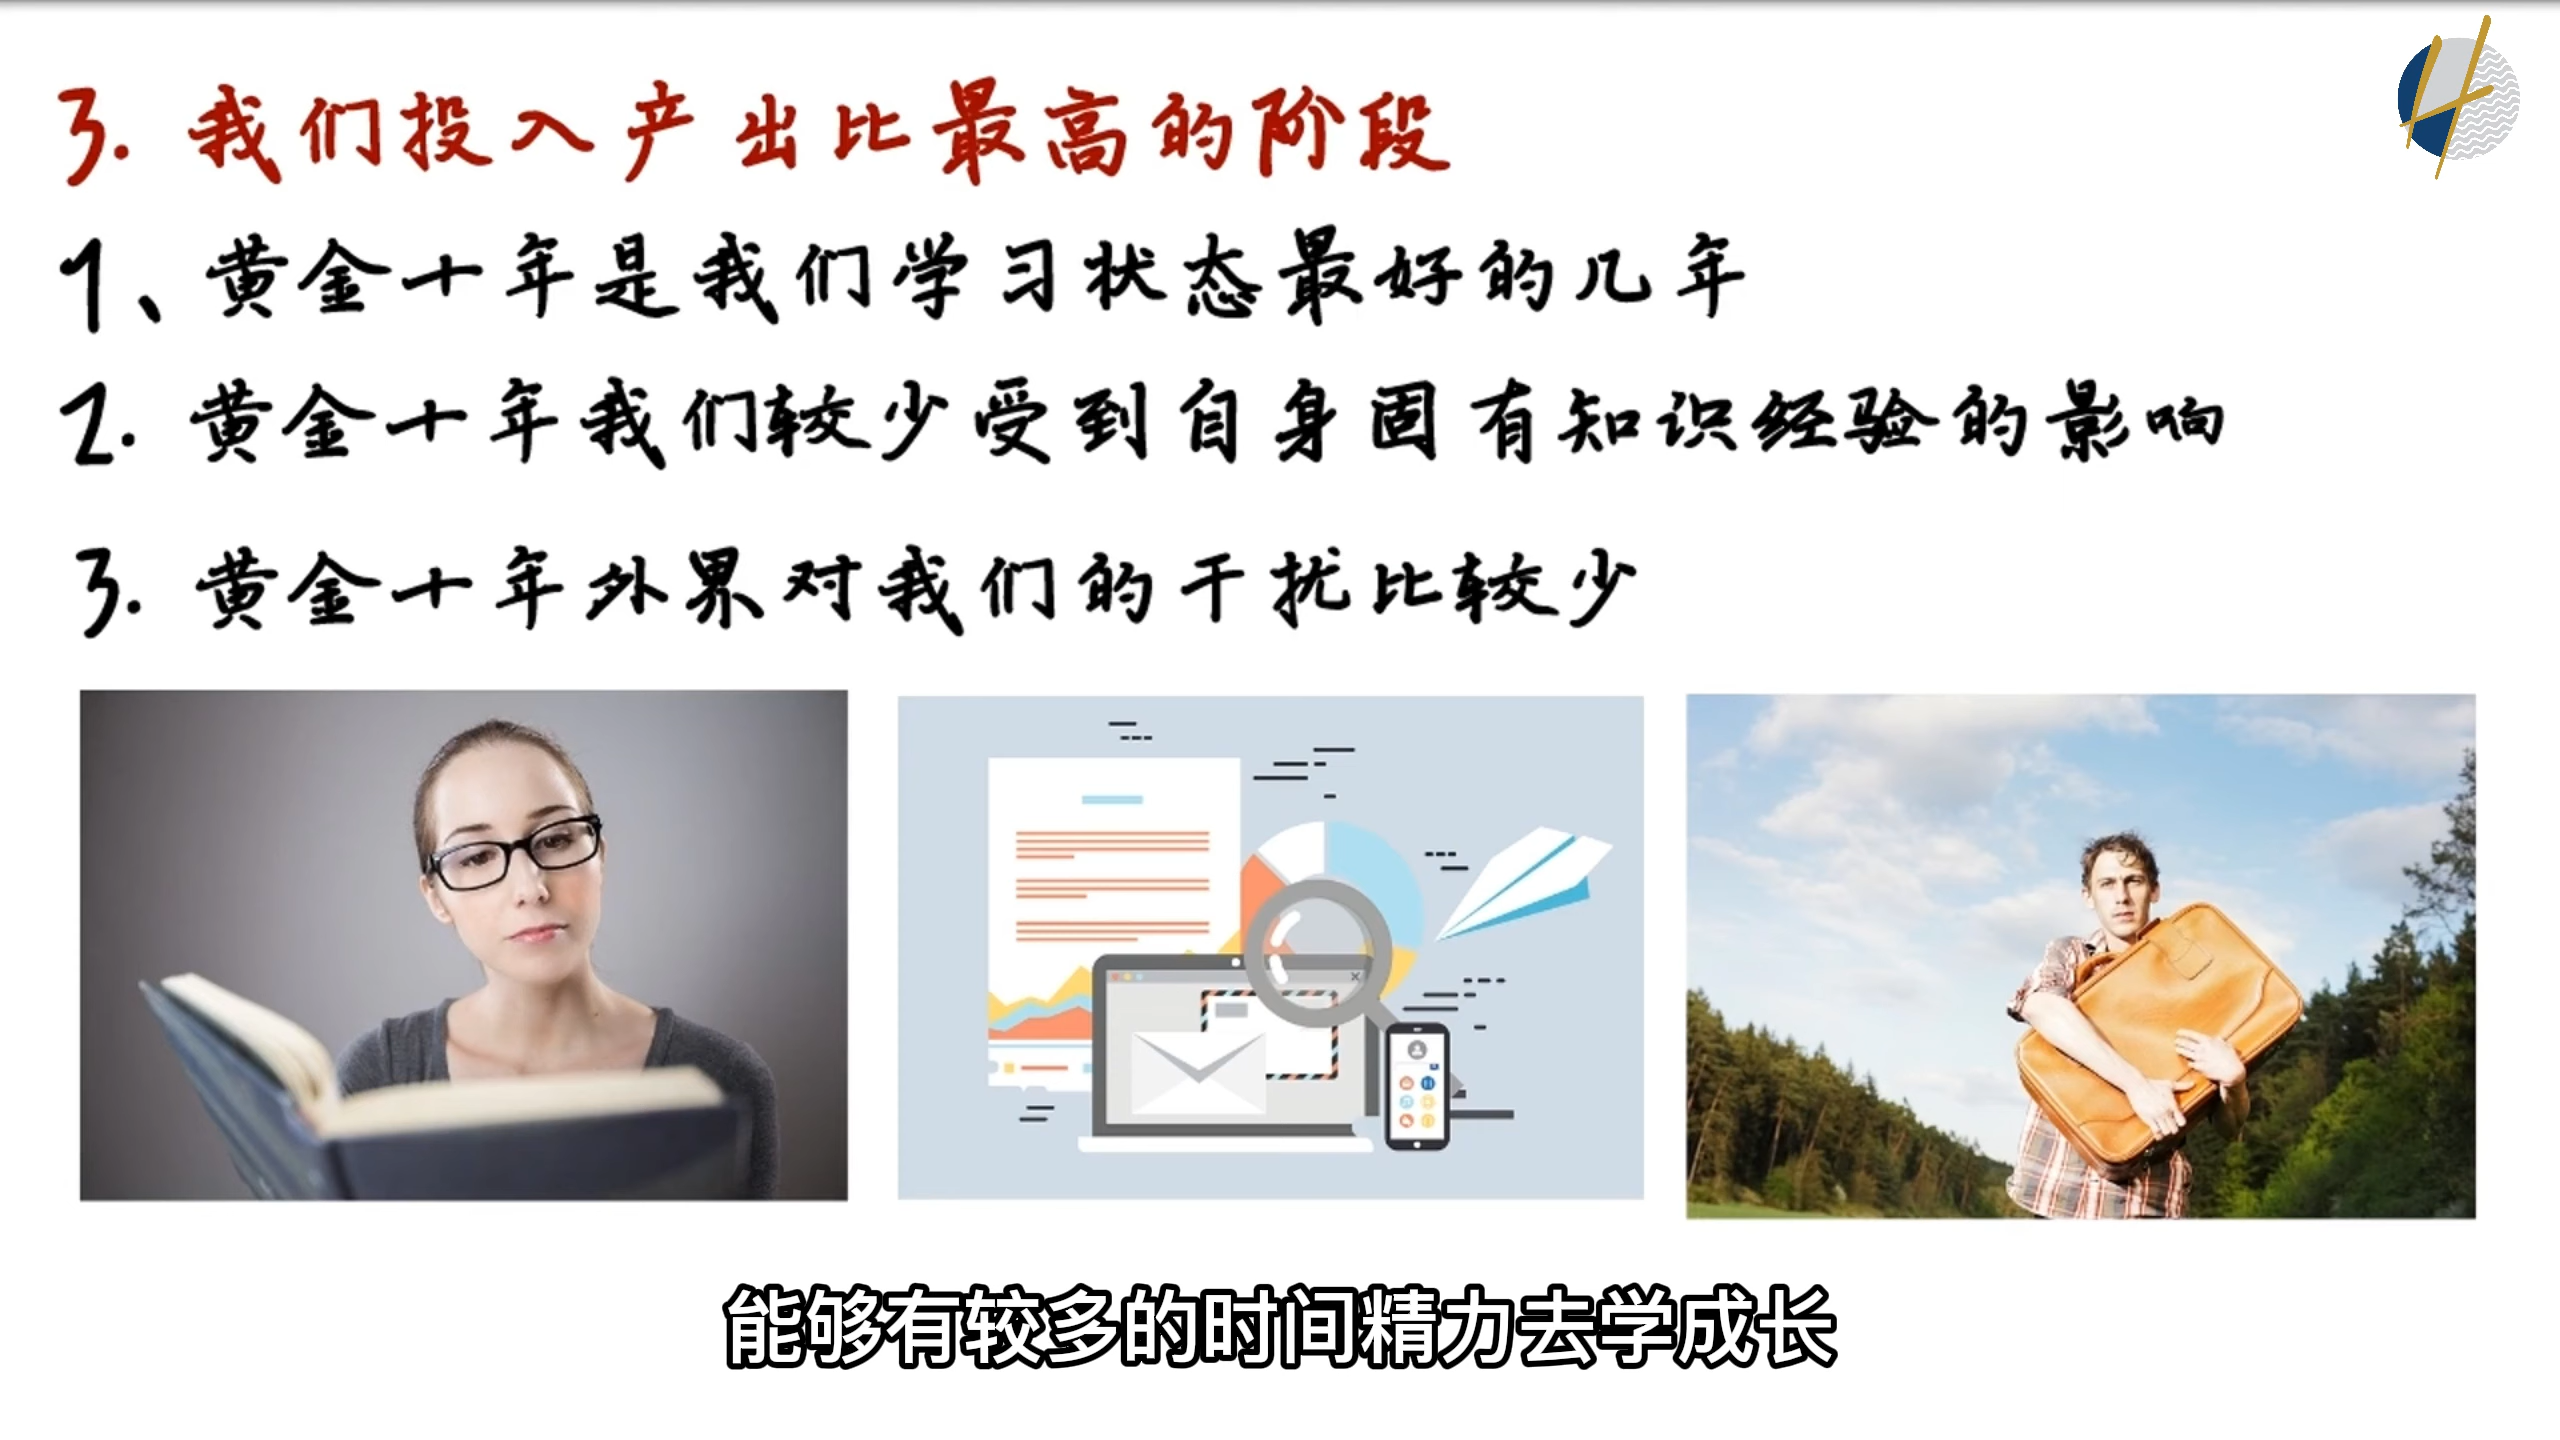 3. 我们投入产出比最高的阶段
1、黄金十年是我们学习状态最好的几年
2. 黄金十年我们较少受到自身固有知识经验的影响
3. 黄金十年外界对我们的干扰比较少
能够有较多的时间精力去学成长